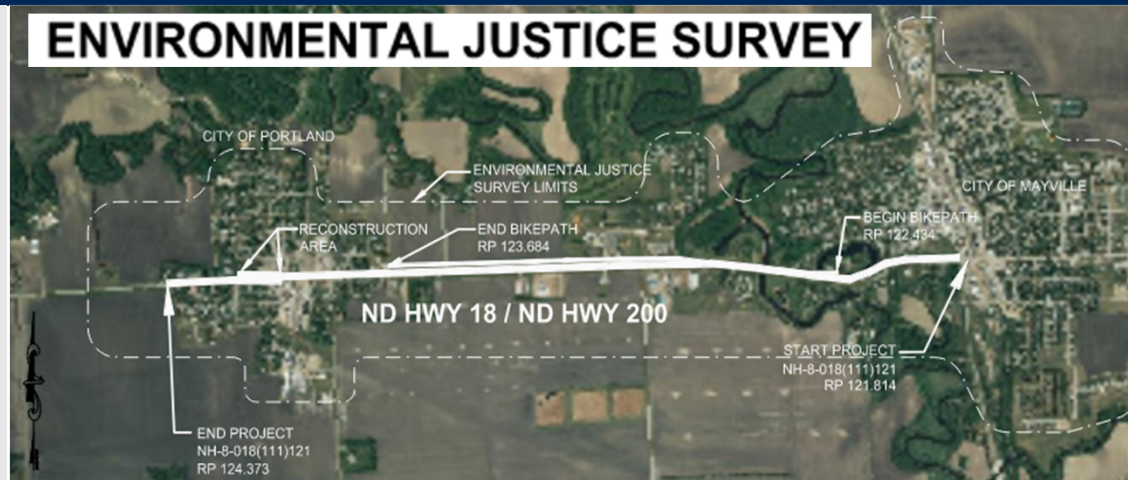 ENVIRONMENTAL JUSTICE SURVEY
CITY OF PORTLAND
ENVIRONMENTAL JUSTICE
SURVEY LIMITS
CITY OF MAYVILLE
RECONSTRUCTION
AREA
END BIKEPATH
RP 123.684
BEGIN BIKEPATH
RP 122.434
ND HWY 18 / ND HWY 200
START PROJECT
NH-8-018(111)121
RP 121.814
END PROJECT
NH-8-018(111)121
RP 124.373